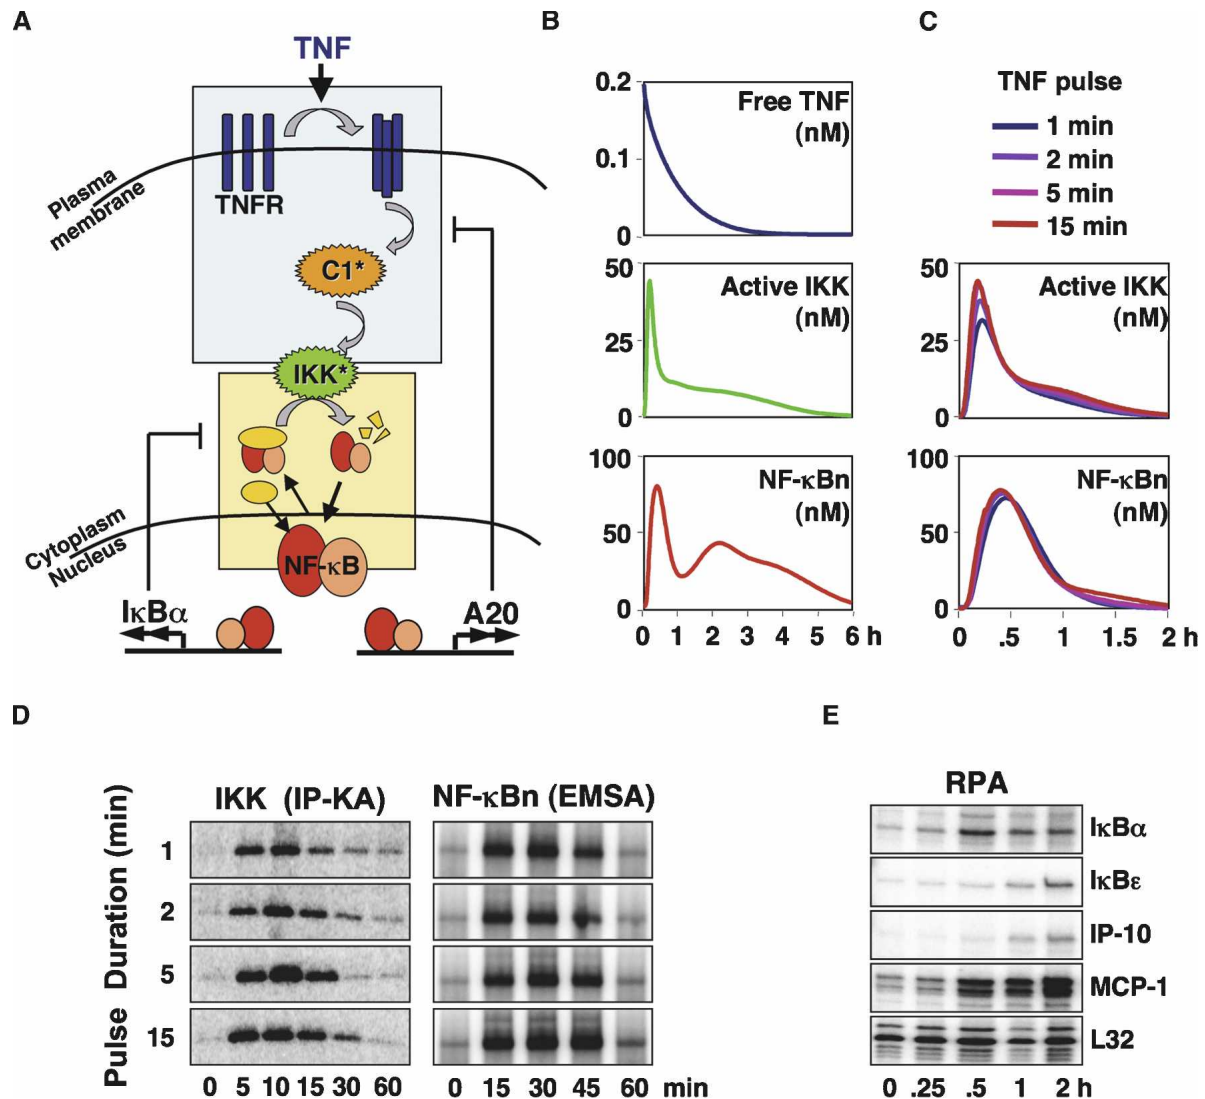 A
TNF
Plasma
membrane
TNFR
C1*
IKK*
Cytoplasm
Nucleus
NF-κB
IκBα
A20
B
0.2
Free TNF
(nM)
0.1
0
50
Active IKK
(nM)
25
0
100
NF-κBn
(nM)
50
0
0 1 2 3 4 5 6 h
C
TNF pulse
1 min
2 min
5 min
15 min
50
Active IKK
(nM)
25
0
100
NF-κBn
(nM)
50
0
0 .5 1 1.5 2 h
D
IKK (IP-KA)
NF-κBn (EMSA)
Pulse Duration (min)
1
2
5
15
0 5 10 15 30 60
0 15 30 45 60 min
E
RPA
IκBα
IκBε
IP-10
MCP-1
L32
0 .25 .5 1 2 h